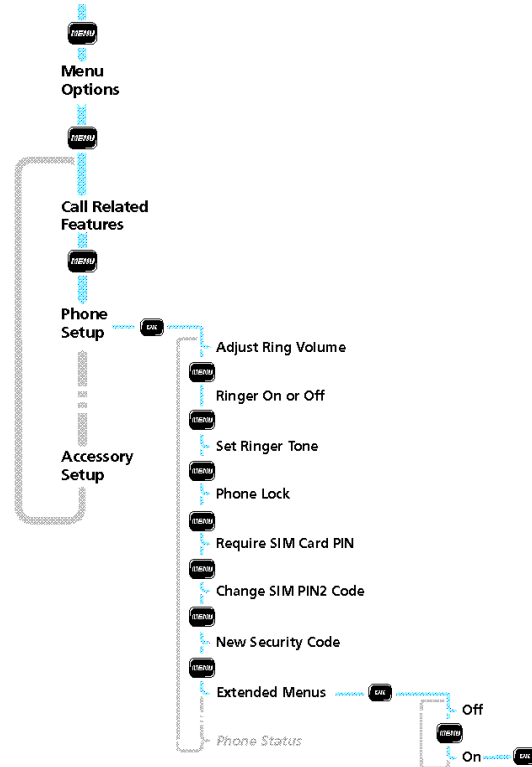 MENU
Menu
Options
MENU
Call Related
Features
MENU
Phone
Setup
OK
Adjust Ring Volume
MENU
Ringer On or Off
MENU
Set Ringer Tone
MENU
Phone Lock
MENU
Require SIM Card PIN
MENU
Change SIM PIN2 Code
MENU
New Security Code
MENU
Extended Menus
OK
Off
MENU
On
OK
Phone Status
Accessory
Setup